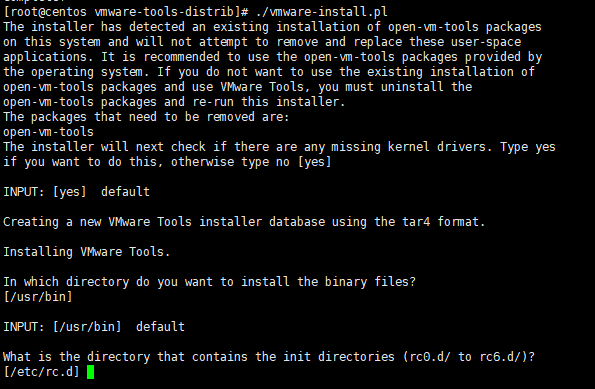 [root@centos vmware-tools-distrib]# ./vmware-install.pl
The installer has detected an existing installation of open-vm-tools packages
on this system and will not attempt to remove and replace these user-space
applications. It is recommended to use the open-vm-tools packages provided by
the operating system. If you do not want to use the existing installation of
open-vm-tools packages and use VMware Tools, you must uninstall the
open-vm-tools packages and re-run this installer.
The packages that need to be removed are:
open-vm-tools
The installer will next check if there are any missing kernel drivers. Type yes
if you want to do this, otherwise type no [yes]
INPUT: [yes]  default
Creating a new VMware Tools installer database using the tar4 format.
Installing VMware Tools.
In which directory do you want to install the binary files?
[/usr/bin]
INPUT: [/usr/bin]  default
What is the directory that contains the init directories (rc0.d/ to rc6.d/)?
[/etc/rc.d]